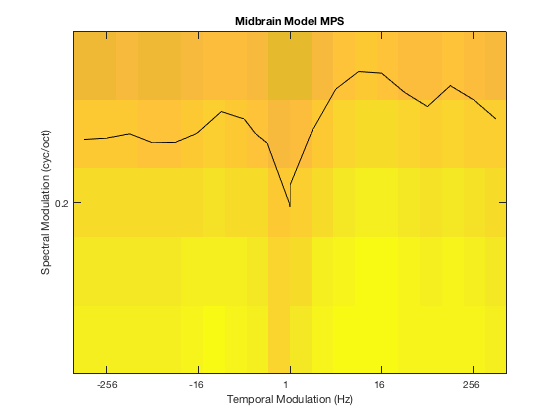 Midbrain Model MPS
Spectral Modulation (cyc/oct)
0.2
-256 -16 1 16 256
Temporal Modulation (Hz)